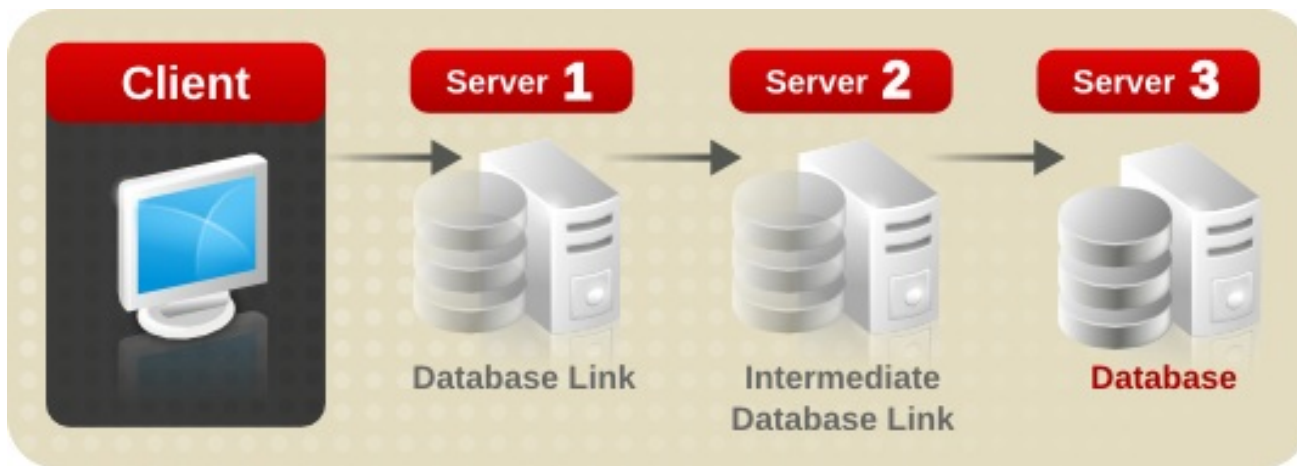 Client
Server 1
Server 2
Server 3
Database Link
Intermediate
Database Link
Database